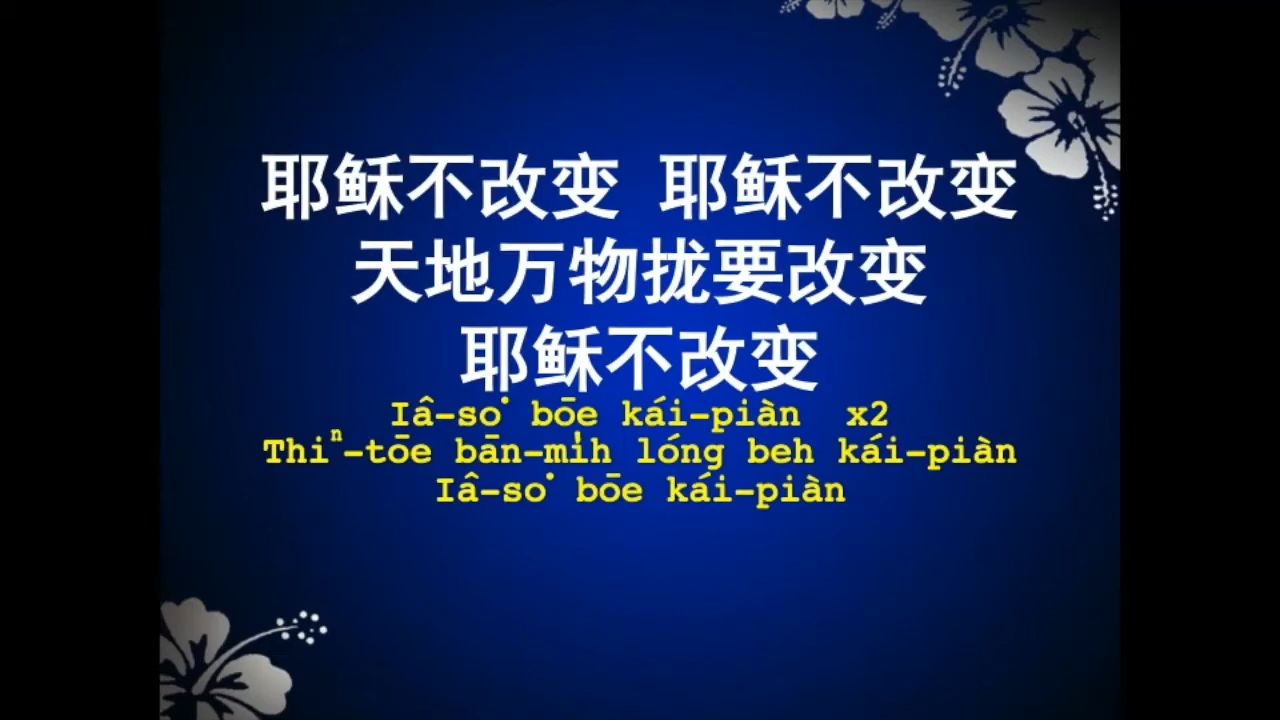 耶稣不改变 耶稣不改变
天地万物拢要改变
耶稣不改变
Iâ-so͘ bōe kái-piàn x2
Thiⁿ-tōe bān-mi̍h lóng beh kái-piàn
Iâ-so͘ bōe kái-piàn